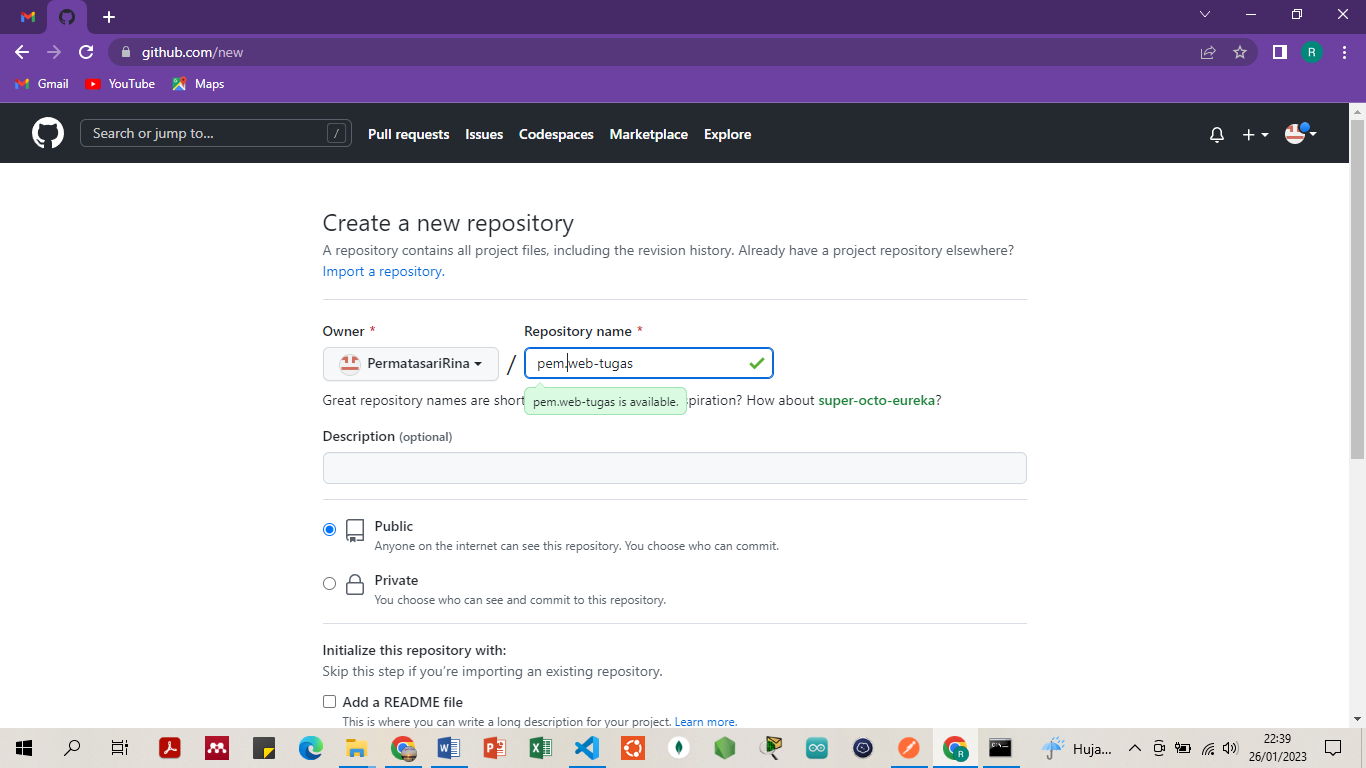 github.com/new
R
Gmail
YouTube
Maps
Search or jump to...
/
Pull requests
Issues
Codespaces
Marketplace
Explore
Create a new repository
A repository contains all project files, including the revision history. Already have a project repository elsewhere?
Import a repository.
Owner *
Repository name *
PermatasariRina
/
pem.web-tugas
Great repository names are short
pem.web-tugas is available.
piration? How about super-octo-eureka?
Description (optional)
Public
Anyone on the internet can see this repository. You choose who can commit.
Private
You choose who can see and commit to this repository.
Initialize this repository with:
Skip this step if you're importing an existing repository.
Add a README file
This is where you can write a long description for your project. Learn more.
Huja...
22:39
26/01/2023